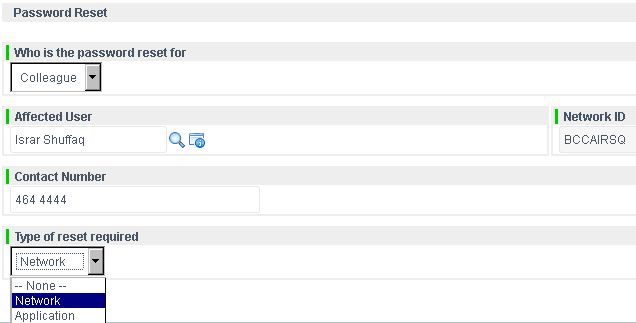 Password Reset
Who is the password reset for
Colleague
Affected User Network ID
Israr Shuffaq BCCAIRSQ
Contact Number
464 4444
Type of reset required
Network
-- None --
Network
Application